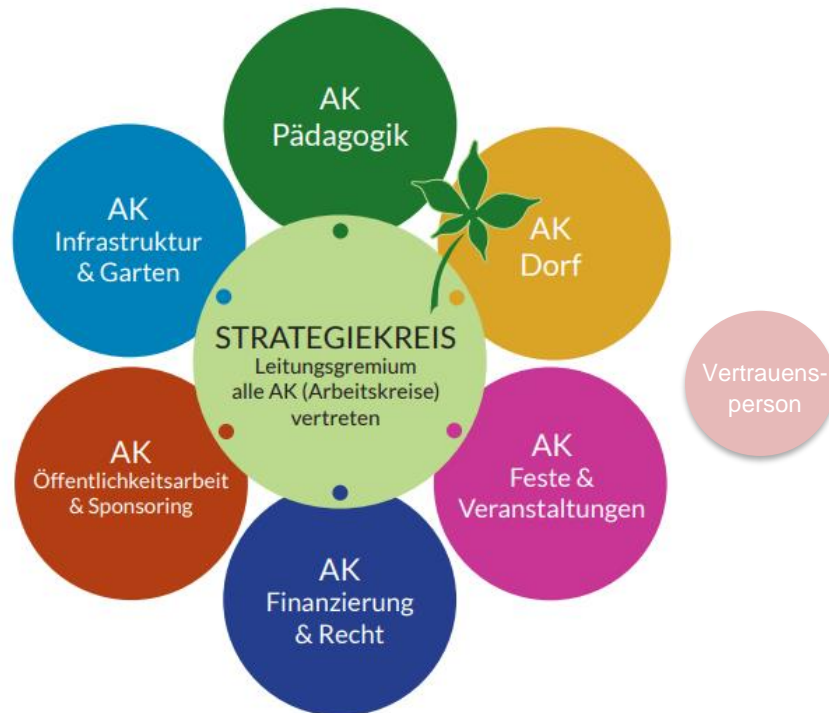 AK
Pädagogik
AK
Infrastruktur
& Garten
AK
Dorf
STRATEGIEKREIS
Leitungsgremium
alle AK (Arbeitskreise)
vertreten
Vertrauens-
person
AK
Öffentlichkeitsarbeit
& Sponsoring
AK
Feste &
Veranstaltungen
AK
Finanzierung
& Recht